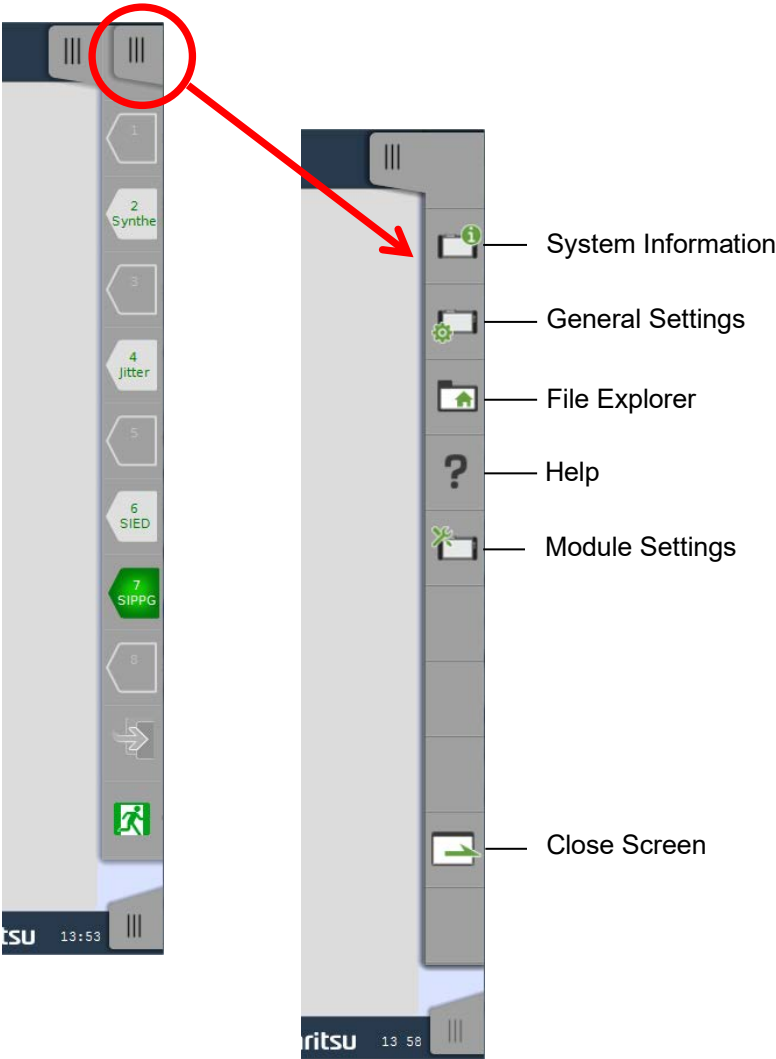 1
2
Synthe
3
4
Jitter
5
6
SIED
7
SIPPG
8
tsu 13:53
System Information
General Settings
File Explorer
?
Help
Module Settings
Close Screen
ritsu 13 58